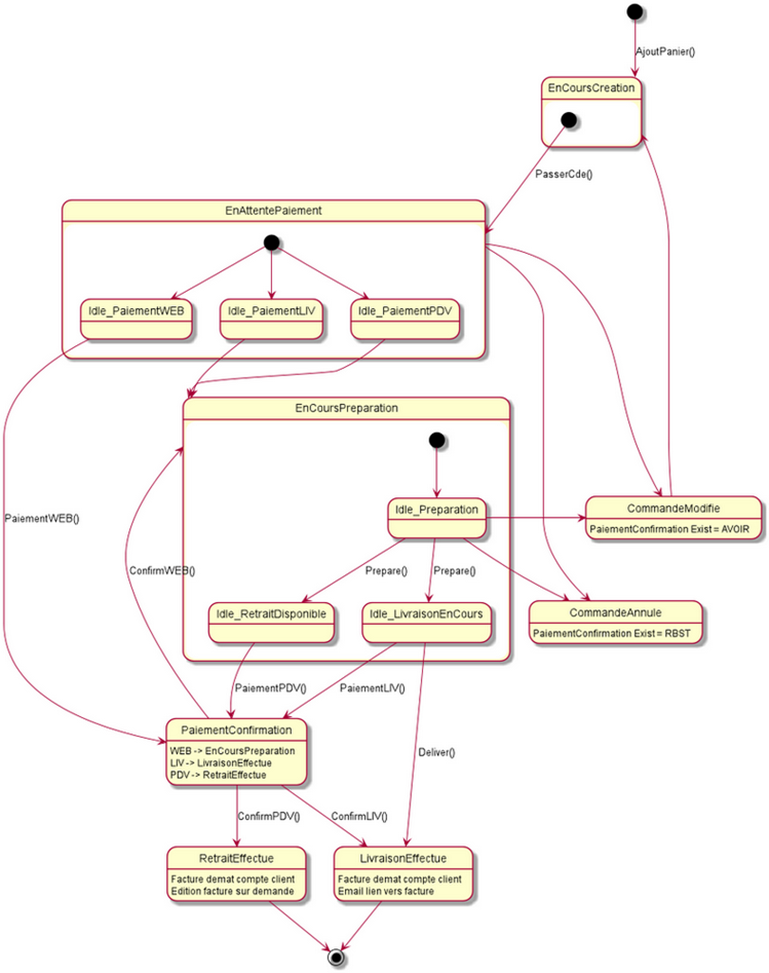 AjoutPanier()
EnCoursCreation
PasserCde()
EnAttentePaiement
Idle_PaiementWEB
Idle_PaiementLIV
Idle_PaiementPDV
EnCoursPreparation
Idle_Preparation
CommandeModifie
PaiementConfirmation Exist = AVOIR
PaiementWEB()
ConfirmWEB()
Prepare()
Prepare()
Idle_RetraitDisponible
Idle_LivraisonEnCours
CommandeAnnule
PaiementConfirmation Exist = RBST
PaiementPDV()
PaiementLIV()
PaiementConfirmation
WEB -> EnCoursPreparation
LIV -> LivraisonEffectue
PDV -> RetraitEffectue
Deliver()
ConfirmPDV()
ConfirmLIV()
RetraitEffectue
Facture demat compte client
Edition facture sur demande
LivraisonEffectue
Facture demat compte client
Email lien vers facture